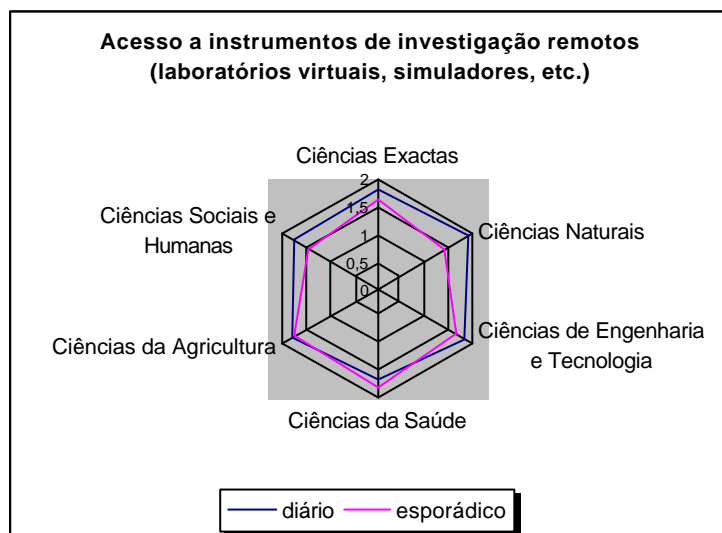 Acesso a instrumentos de investigação remotos
(laboratórios virtuais, simuladores, etc.)
Ciências Exactas
2
1,5
1
0,5
0
Ciências Naturais
Ciências de Engenharia
e Tecnologia
Ciências da Saúde
Ciências da Agricultura
Ciências Sociais e
Humanas
diário
esporádico